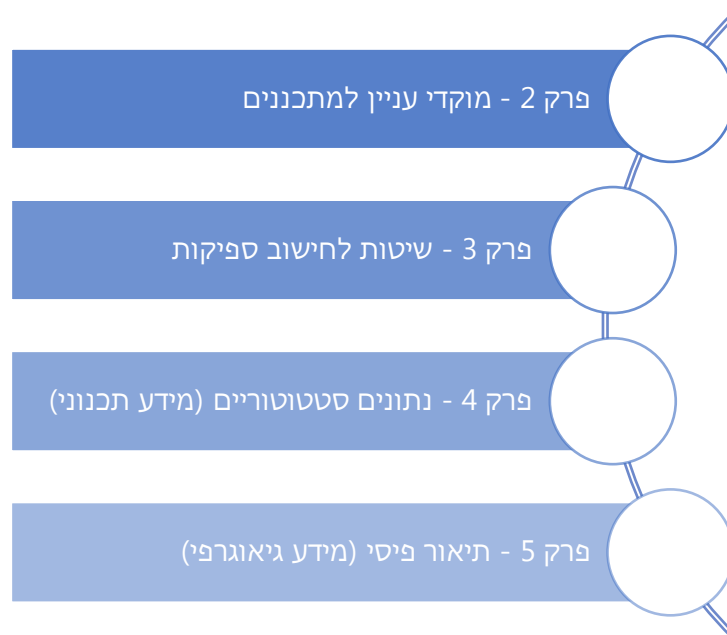 פרק 2 - מוקדי עניין למתכננים
פרק 3 - שיטות לחישוב ספיקות
פרק 4 - נתונים סטטוטוריים (מידע תכנוני)
פרק 5 - תיאור פיסי (מידע גיאוגרפי)